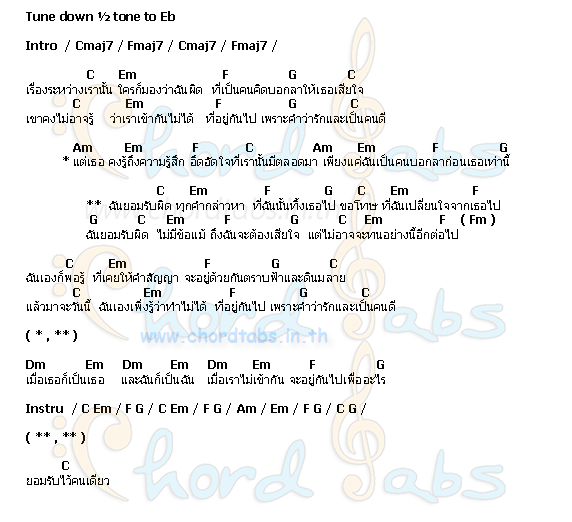 Tune down ½ tone to Eb
Intro / Cmaj7 / Fmaj7 / Cmaj7 / Fmaj7 /
C Em F G C
เรื่องระหว่างเรานั้น ใครก็มองว่าฉันผิด ที่เป็นคนคิดบอกลาให้เธอเสียใจ
C Em F G C
เขาคงไม่อาจรู้ ว่าเราเข้ากันไม่ได้ ที่อยู่กันไป เพราะคำว่ารักและเป็นคนดี
Am Em F C Am Em F G
* แต่เธอ คงรู้ถึงความรู้สึก อึดอัดใจที่เรานั้นมีตลอดมา เพียงแค่ฉันเป็นคนบอกลาก่อนเธอเท่านี้
C Em F G C Em F
** ฉันยอมรับผิด ทุกคำกล่าวหา ที่ฉันนั้นทิ้งเธอไป ขอโทษ ที่ฉันเปลี่ยนใจจากเธอไป
G C Em F G C Em F ( Fm )
ฉันยอมรับผิด ไม่มีข้อแม้ ถึงฉันจะต้องเสียใจ แต่ไม่อาจจะทนอย่างนี้อีกต่อไป
C Em F G C
ฉันเองก็พอรู้ ที่เคยให้คำสัญญา จะอยู่ด้วยกันตราบฟ้าและดินมลาย
C Em F G C
แล้วมาจะวันนี้ ฉันเองเพิ่งรู้ว่าทำไม่ได้ ที่อยู่กันไป เพราะคำว่ารักและเป็นคนดี
( * , ** )
www.chordtabs.in.th
Dm Em Dm Em Dm Em F G
เมื่อเธอก็เป็นเธอ และฉันก็เป็นฉัน เมื่อเราไม่เข้ากัน จะอยู่กันไปเพื่ออะไร
Instru / C Em / F G / C Em / F G / Am / Em / F G / C G /
( ** , ** )
C
ยอมรับไว้คนเดียว